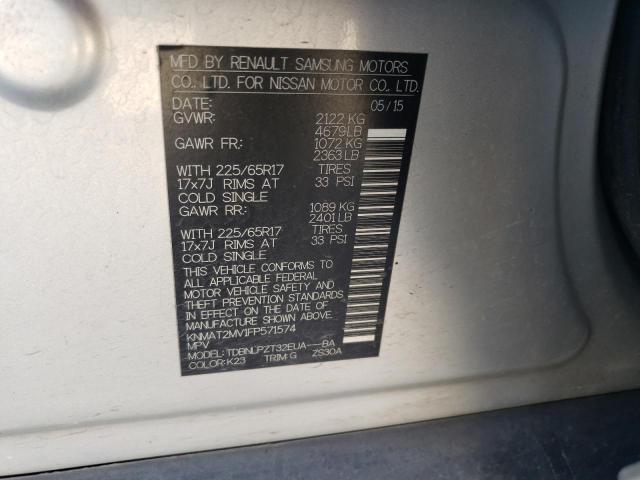 MFD BY RENAULT SAMSUNG MOTORS
CO., LTD. FOR NISSAN MOTOR CO., LTD.
DATE: 05/15
GVWR: 2122 KG
4679LB
GAWR FR: 1072 KG
2363 LB
WITH 225/65R17 TIRES
17x7J RIMS AT 33 PSI
COLD SINGLE
GAWR RR: 1089 KG
2401 LB
WITH 225/65R17 TIRES
17x7J RIMS AT 33 PSI
COLD SINGLE
THIS VEHICLE CONFORMS TO
ALL APPLICABLE FEDERAL
MOTOR VEHICLE SAFETY AND
THEFT PREVENTION STANDARDS
IN EFFECT ON THE DATE OF
MANUFACTURE SHOWN ABOVE.
KNMAT2MV1FP571574
MPV
MODEL: TDBNLPZT32EUA---BA
COLOR: K23 TRIM:G ZS30A